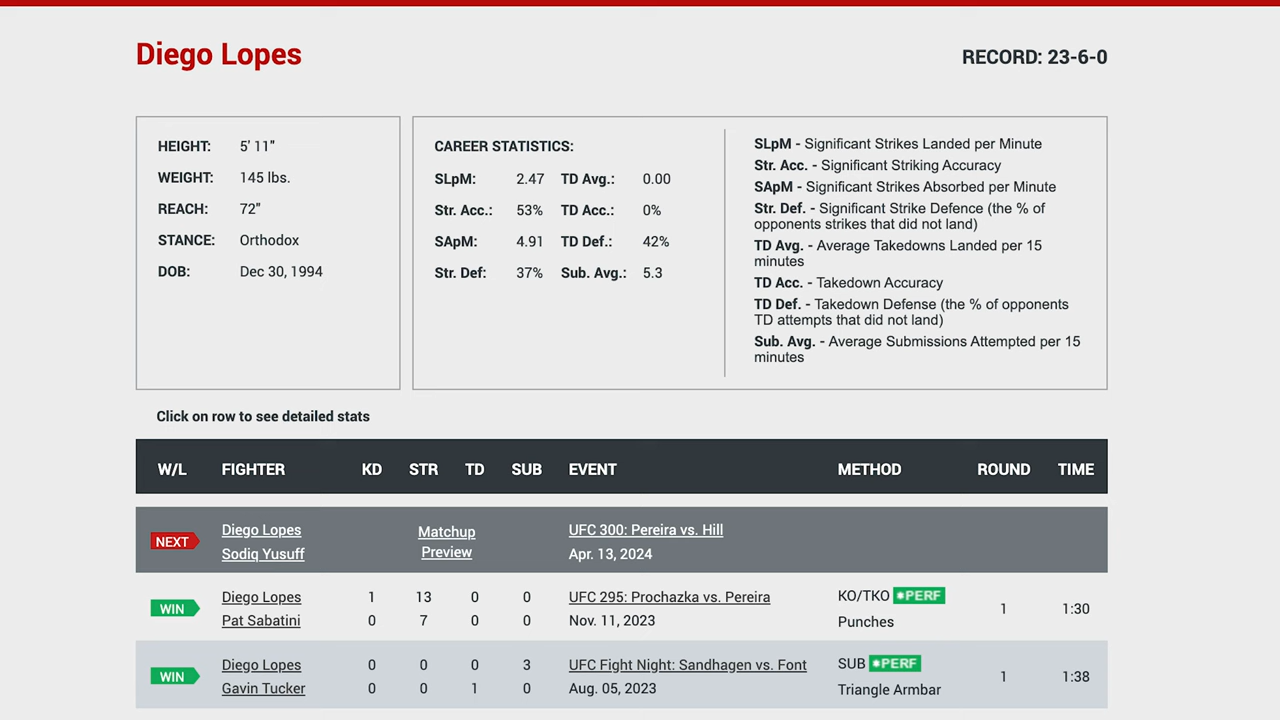 Diego Lopes
RECORD: 23-6-0
HEIGHT: 5' 11"
WEIGHT: 145 lbs.
REACH: 72"
STANCE: Orthodox
DOB: Dec 30, 1994
CAREER STATISTICS:
SLpM: 2.47 TD Avg.: 0.00
Str. Acc.: 53% TD Acc.: 0%
SApM: 4.91 TD Def.: 42%
Str. Def: 37% Sub. Avg.: 5.3
SLpM - Significant Strikes Landed per Minute
Str. Acc. - Significant Striking Accuracy
SApM - Significant Strikes Absorbed per Minute
Str. Def. - Significant Strike Defence (the % of
opponents strikes that did not land)
TD Avg. - Average Takedowns Landed per 15
minutes
TD Acc. - Takedown Accuracy
TD Def. - Takedown Defense (the % of opponents
TD attempts that did not land)
Sub. Avg. - Average Submissions Attempted per 15
minutes
Click on row to see detailed stats
W/L FIGHTER KD STR TD SUB EVENT METHOD ROUND TIME
NEXT
Diego Lopes
Sodiq Yusuff
Matchup
Preview
UFC 300: Pereira vs. Hill
Apr. 13, 2024
WIN
Diego Lopes 1 13 0 0 UFC 295: Prochazka vs. Pereira KO/TKO PERF
Pat Sabatini 0 7 0 0 Nov. 11, 2023 Punches
1 1:30
WIN
Diego Lopes 0 0 0 3 UFC Fight Night: Sandhagen vs. Font SUB PERF
Gavin Tucker 0 0 1 0 Aug. 05, 2023 Triangle Armbar
1 1:38